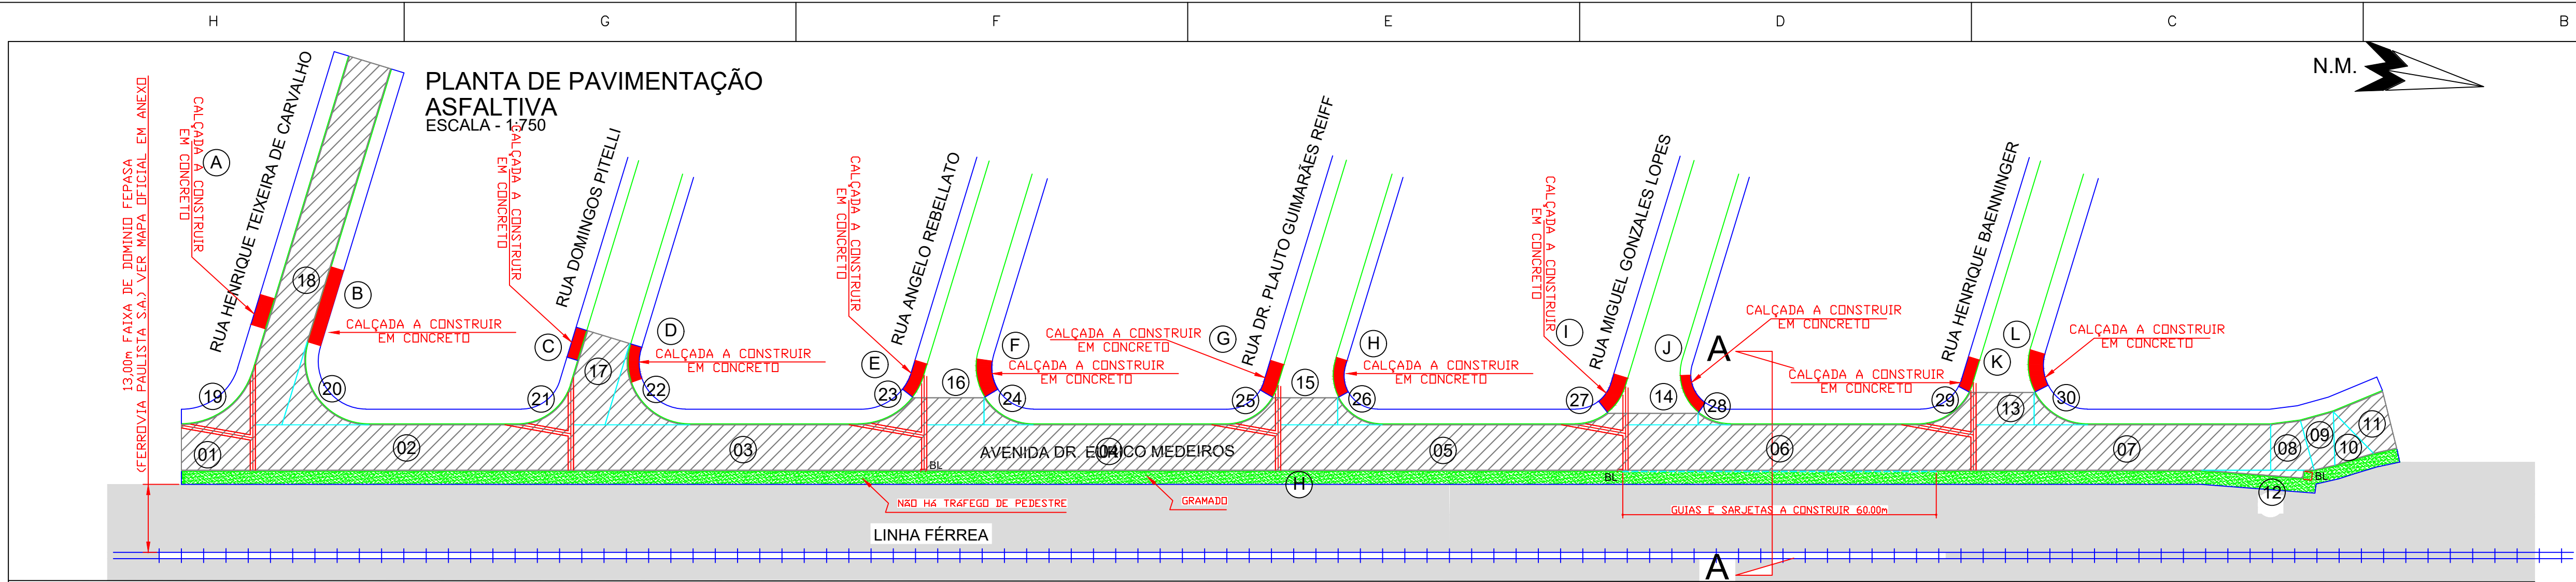 H
G
F
E
D
C
B
PLANTA DE PAVIMENTAÇÃO
ASFALTIVA
ESCALA - 1:750
N.M.
13,00m FAIXA DE DOMINIO FEPASA
(FERROVIA PAULISTA S.A.) VER MAPA OFICIAL EM ANEXO
CALÇADA A CONSTRUIR
EM CONCRETO
A
RUA HENRIQUE TEIXEIRA DE CARVALHO
18
B
CALÇADA A CONSTRUIR
EM CONCRETO
19
20
CALÇADA A CONSTRUIR
EM CONCRETO
RUA DOMINGOS PITELLI
C
D
17
CALÇADA A CONSTRUIR
EM CONCRETO
21
22
CALÇADA A CONSTRUIR
EM CONCRETO
RUA ANGELO REBELLATO
E
F
CALÇADA A CONSTRUIR
EM CONCRETO
23
16
24
CALÇADA A CONSTRUIR
EM CONCRETO
G
RUA DR. PLAUTO GUIMARÃES REIFF
H
CALÇADA A CONSTRUIR
EM CONCRETO
25
15
26
CALÇADA A CONSTRUIR
EM CONCRETO
I
RUA MIGUEL GONZALES LOPES
J
CALÇADA A CONSTRUIR
EM CONCRETO
A
27
14
28
CALÇADA A CONSTRUIR
EM CONCRETO
RUA HENRIQUE BAENINGER
K
L
CALÇADA A CONSTRUIR
EM CONCRETO
29
13
30
01
02
03
BL
AVENIDA DR. EURICO MEDEIROS
04
05
BL
06
07
08
09
10
11
BL
12
H
NÃO HÁ TRÁFEGO DE PEDESTRE
GRAMADO
GUIAS E SARJETAS A CONSTRUIR 60.00m
LINHA FÉRREA
A